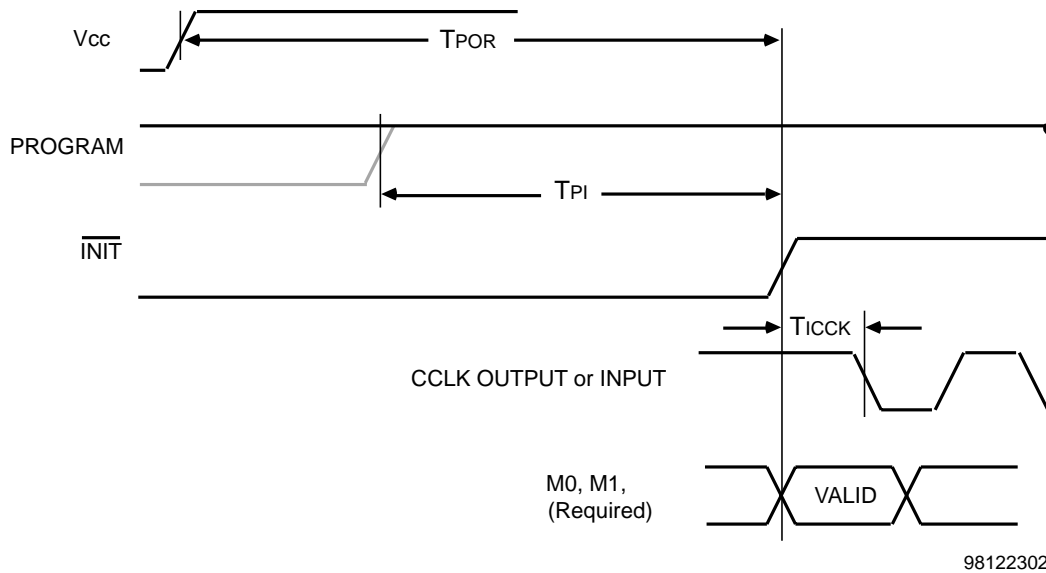 Vcc
TPOR
PROGRAM
TPI
INIT
TICCK
CCLK OUTPUT or INPUT
M0, M1,
(Required)
VALID
98122302